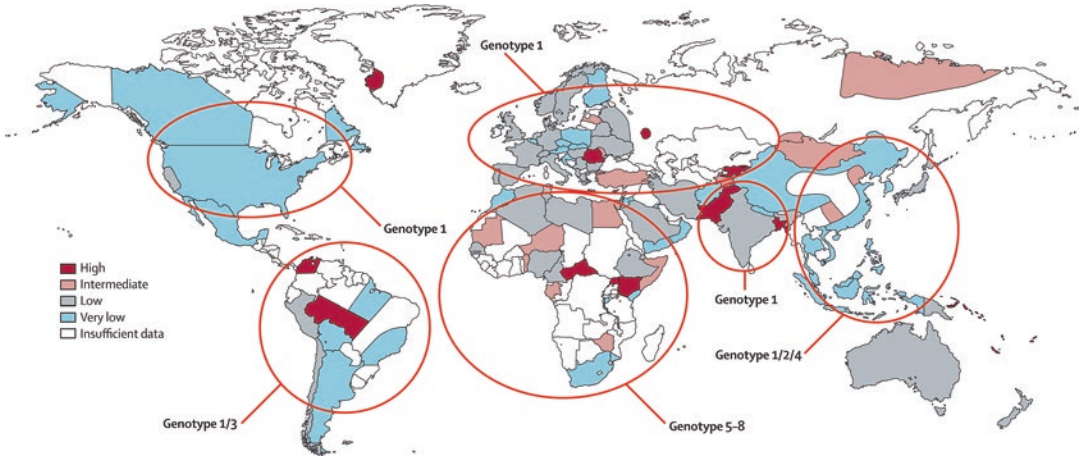 Genotype 1
Genotype 1
High
Intermediate
Low
Very low
Insufficient data
Genotype 1
Genotype 1/2/4
Genotype 1/3
Genotype 5–8